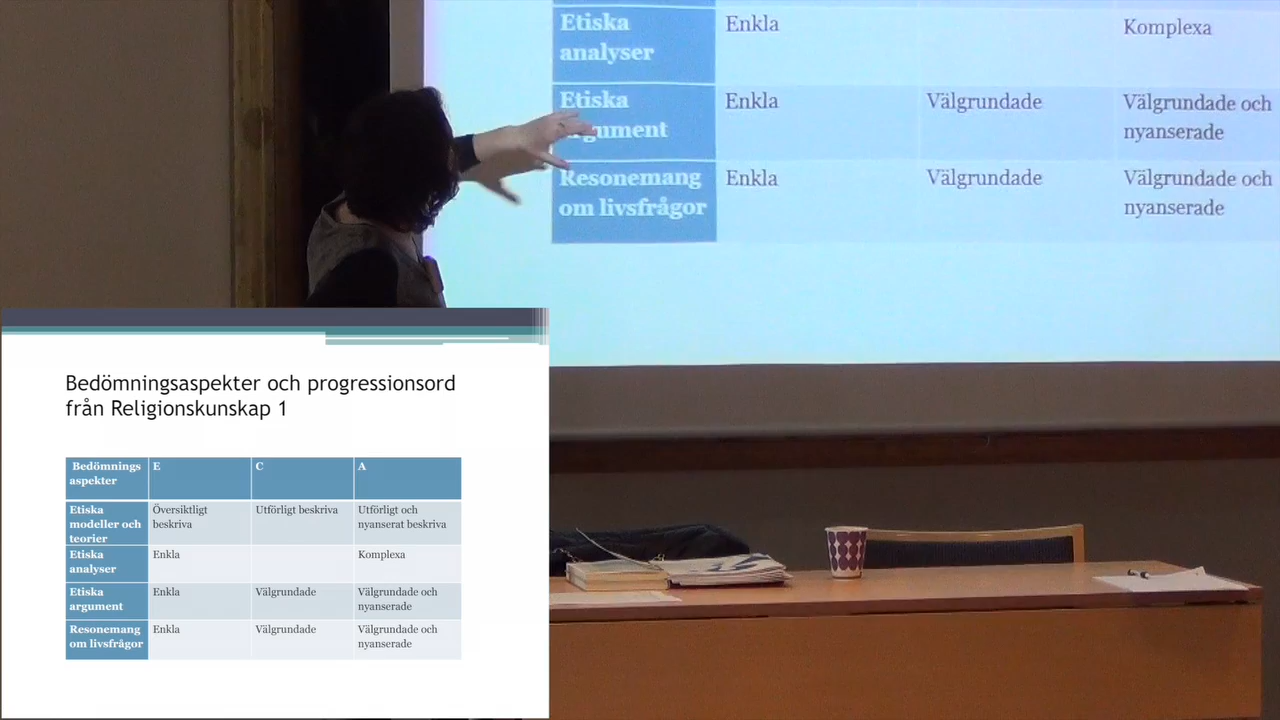 Etiska
analyser
Enkla
Komplexa
Etiska
argument
Enkla
Välgrundade
Välgrundade och
nyanserade
Resonemang
om livsfrågor
Enkla
Välgrundade
Välgrundade och
nyanserade
Bedömningsaspekter och progressionsord
från Religionskunskap 1
Bedömnings
aspekter
E
C
A
Etiska
modeller och
teorier
Översiktligt
beskriva
Utförligt beskriva
Utförligt och
nyanserat beskriva
Etiska
analyser
Enkla
Komplexa
Etiska
argument
Enkla
Välgrundade
Välgrundade och
nyanserade
Resonemang
om livsfrågor
Enkla
Välgrundade
Välgrundade och
nyanserade